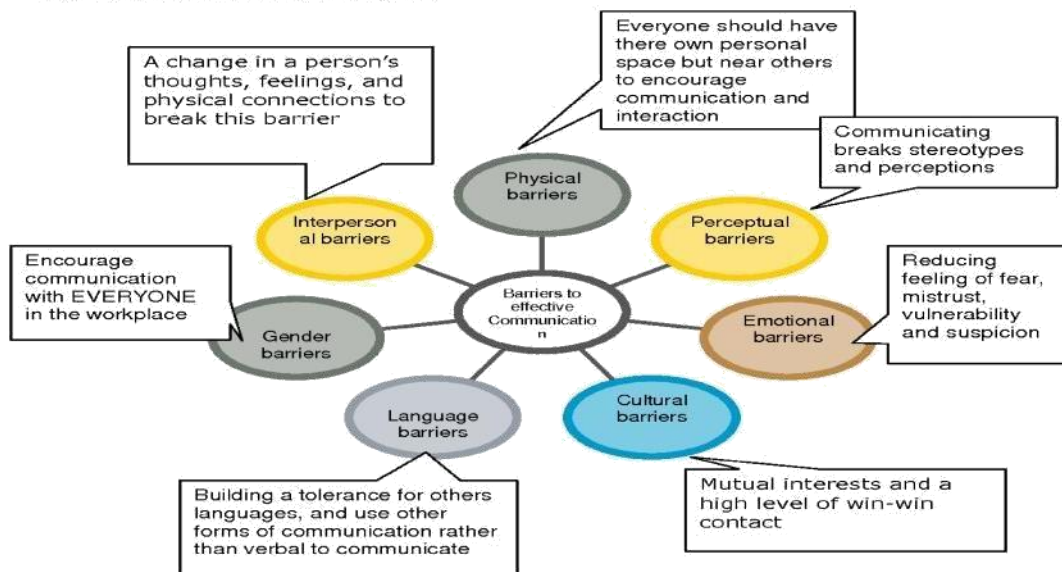 A change in a person's
thoughts, feelings, and
physical connections to
break this barrier
Everyone should have
there own personal
space but near others
to encourage
communication and
interaction
Communicating
breaks stereotypes
and perceptions
Physical
barriers
Interperson
al barriers
Perceptual
barriers
Encourage
communication
with EVERYONE
in the workplace
Barriers to
effective
Communicatio
n
Reducing
feeling of fear,
mistrust,
vulnerability
and suspicion
Gender
barriers
Emotional
barriers
Language
barriers
Cultural
barriers
Building a tolerance for others
languages, and use other
forms of communication rather
than verbal to communicate
Mutual interests and a
high level of win-win
contact